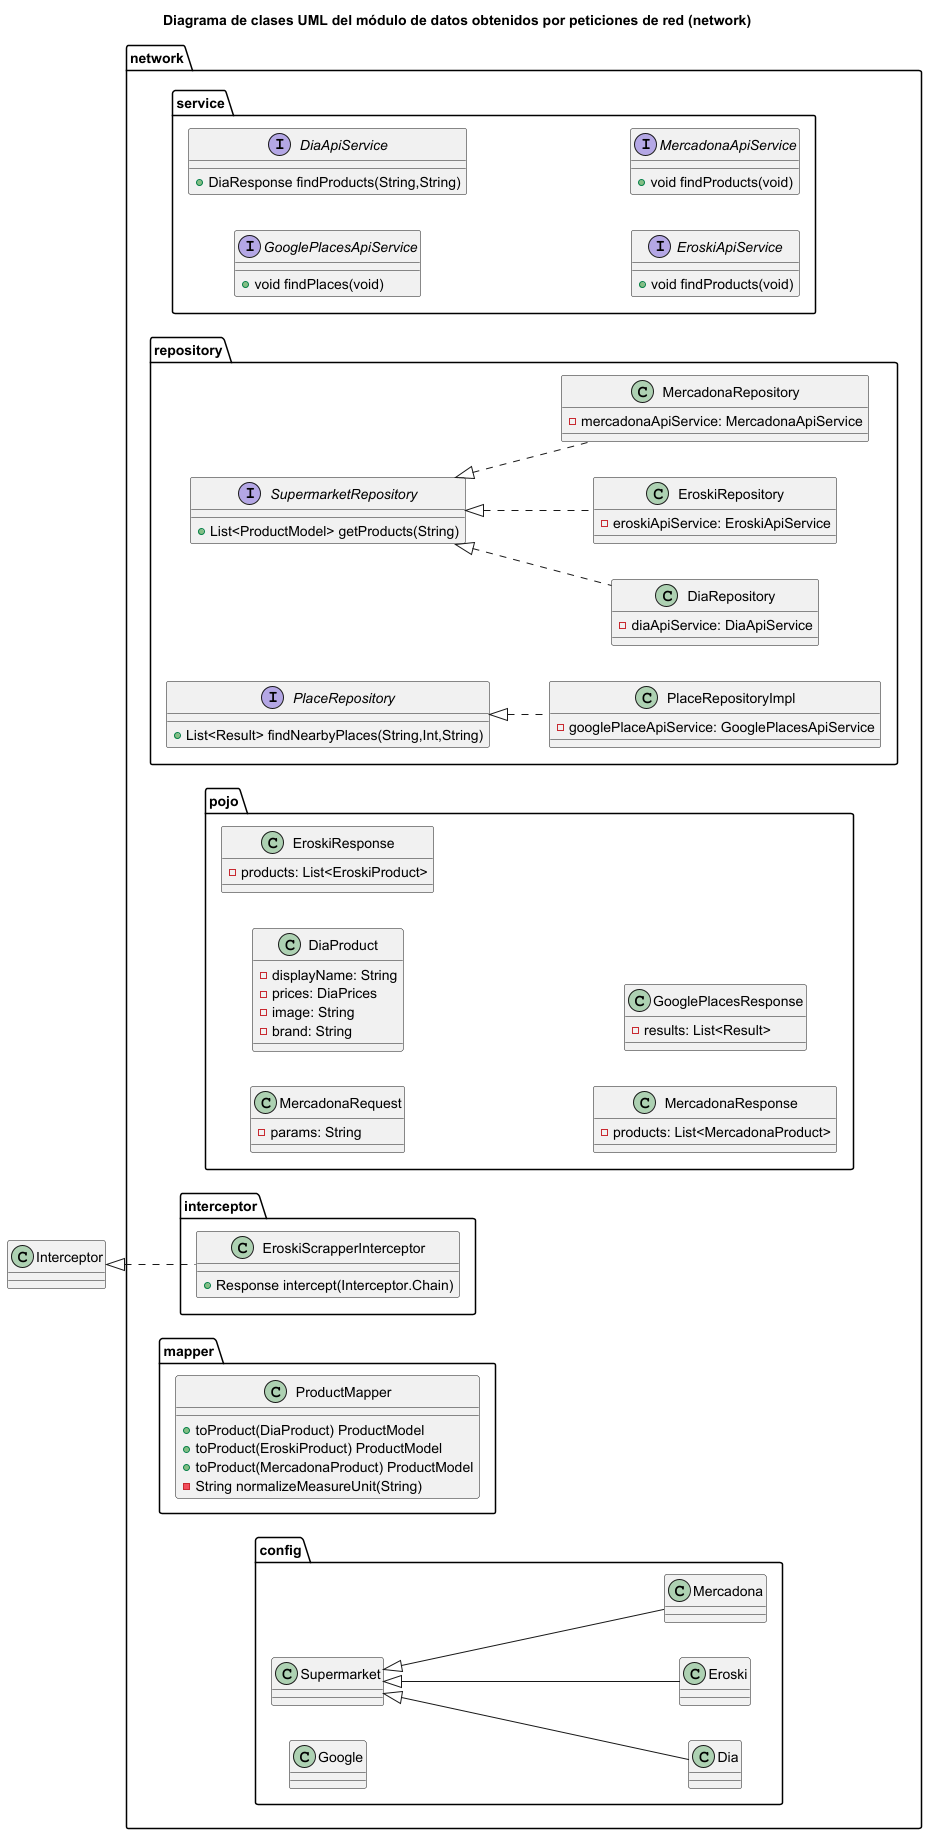 Diagrama de clases UML del módulo de datos obtenidos por peticiones de red (network)
network
service
I DiaApiService
DiaResponse findProducts(String,String)
I MercadonaApiService
void findProducts(void)
I GooglePlacesApiService
void findPlaces(void)
I EroskiApiService
void findProducts(void)
repository
C MercadonaRepository
mercadonaApiService: MercadonaApiService
I SupermarketRepository
List<ProductModel> getProducts(String)
C EroskiRepository
eroskiApiService: EroskiApiService
C DiaRepository
diaApiService: DiaApiService
I PlaceRepository
List<Result> findNearbyPlaces(String,Int,String)
C PlaceRepositoryImpl
googlePlaceApiService: GooglePlacesApiService
pojo
C EroskiResponse
products: List<EroskiProduct>
C DiaProduct
displayName: String
prices: DiaPrices
image: String
brand: String
C GooglePlacesResponse
results: List<Result>
C MercadonaRequest
params: String
C MercadonaResponse
products: List<MercadonaProduct>
interceptor
C Interceptor
C EroskiScrapperInterceptor
Response intercept(Interceptor.Chain)
mapper
C ProductMapper
toProduct(DiaProduct) ProductModel
toProduct(EroskiProduct) ProductModel
toProduct(MercadonaProduct) ProductModel
String normalizeMeasureUnit(String)
config
C Mercadona
C Supermarket
C Eroski
C Google
C Dia